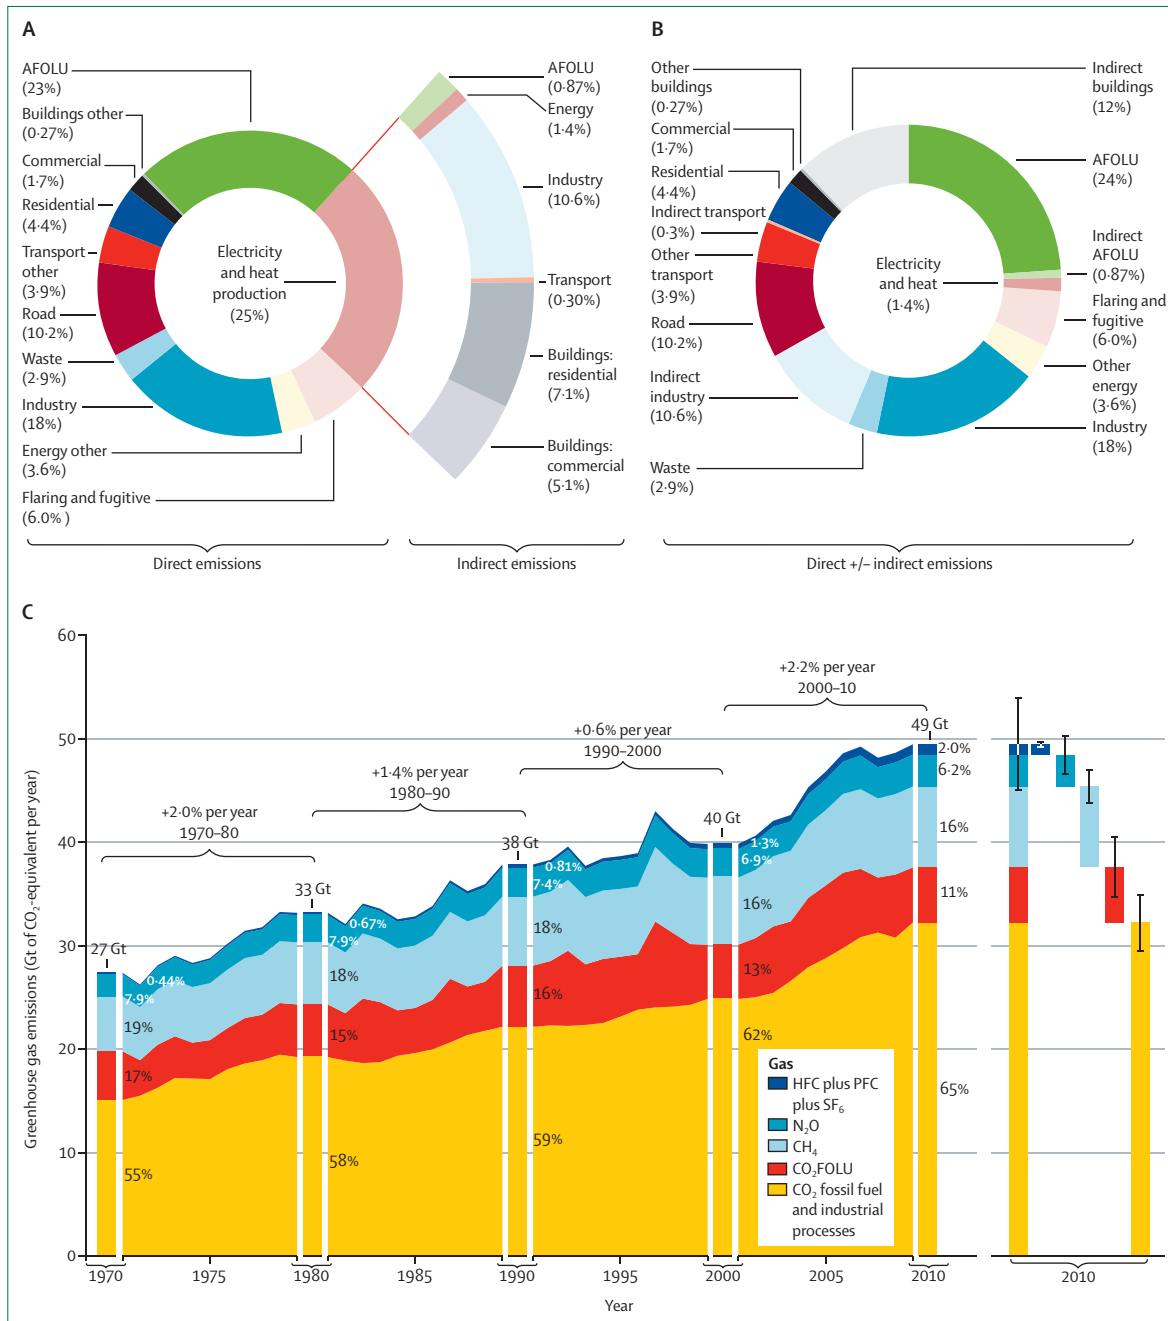 A
AFOLU
(23%)
Buildings other
(0·27%)
Commercial
(1·7%)
Residential
(4·4%)
Transport
other
(3·9%)
Road
(10·2%)
Waste
(2·9%)
Industry
(18%)
Energy other
(3.6%)
Flaring and fugitive
(6.0% )
Electricity
and heat
production
(25%)
AFOLU
(0·87%)
Energy
(1·4%)
Industry
(10·6%)
Transport
(0·30%)
Buildings:
residential
(7·1%)
Buildings:
commercial
(5·1%)
Direct emissions
Indirect emissions
B
Other
buildings
(0·27%)
Commercial
(1·7%)
Residential
(4·4%)
Indirect transport
(0·3%)
Other
transport
(3·9%)
Road
(10·2%)
Indirect
industry
(10·6%)
Waste
(2·9%)
Electricity
and heat
(1·4%)
Indirect
buildings
(12%)
AFOLU
(24%)
Indirect
AFOLU
(0·87%)
Flaring and
fugitive
(6·0%)
Other
energy
(3·6%)
Industry
(18%)
Direct +/– indirect emissions
C
Greenhouse gas emissions (Gt of CO₂-equivalent per year)
60
50
40
30
20
10
0
+2·0% per year
1970–80
+1·4% per year
1980–90
+0·6% per year
1990–2000
+2·2% per year
2000–10
27 Gt
0·44%
7·9%
19%
17%
55%
33 Gt
0·67%
7·9%
18%
15%
58%
38 Gt
0·81%
7·4%
18%
16%
59%
40 Gt
1·3%
6·9%
16%
13%
62%
49 Gt
2·0%
6·2%
16%
11%
65%
Gas
HFC plus PFC
plus SF₆
N₂O
CH₄
CO₂FOLU
CO₂ fossil fuel
and industrial
processes
1970
1975
1980
1985
1990
1995
2000
2005
2010
2010
Year